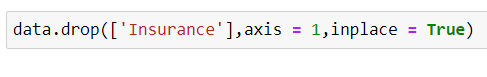 data.drop(['Insurance'],axis = 1,inplace = True)